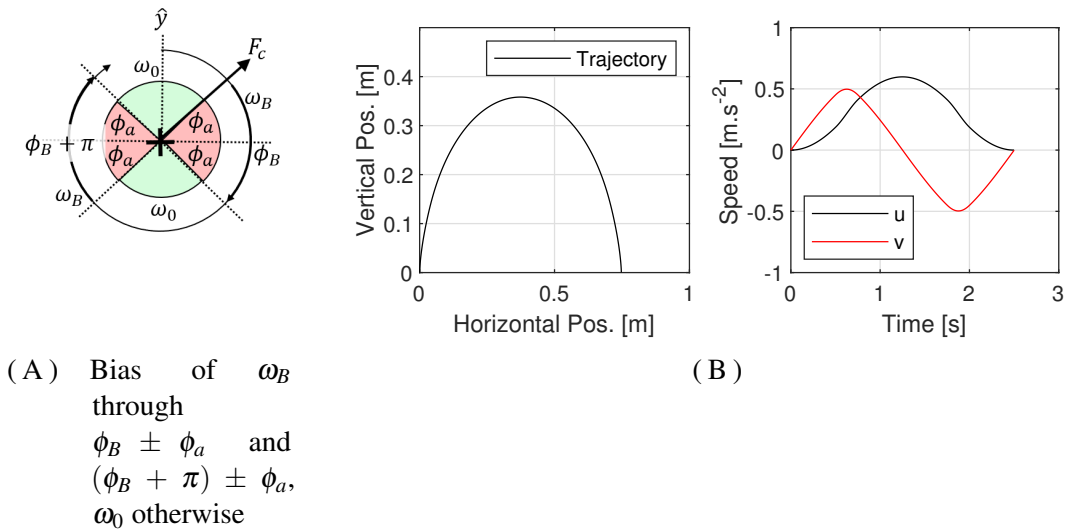 ŷ
F_c
ω_0
ω_B
ϕ_a ϕ_a
ϕ_B + π
ϕ_a ϕ_a
ϕ_B
ω_B
ω_0
(A) Bias of ω_B
through
ϕ_B ± ϕ_a and
(ϕ_B + π) ± ϕ_a,
ω_0 otherwise
Trajectory
Vertical Pos. [m]
0.4
0.3
0.2
0.1
0
0 0.5 1
Horizontal Pos. [m]
Speed [m.s⁻²]
1
0.5
0
-0.5
-1
u
v
0 1 2 3
Time [s]
(B)